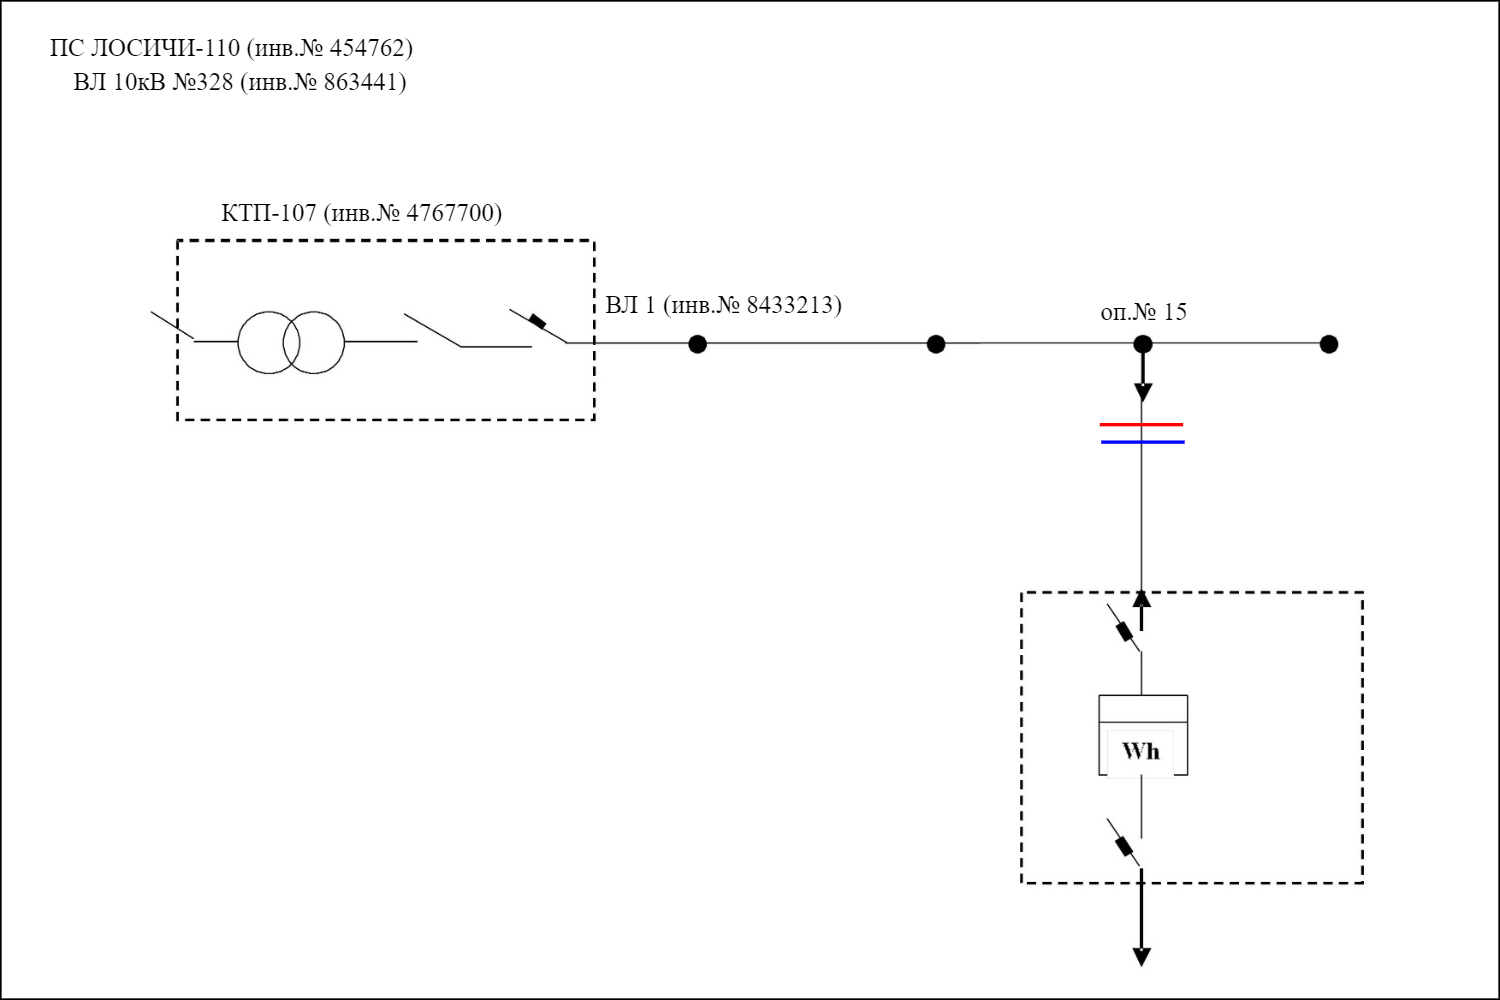 ПС ЛОСИЧИ-110 (инв.№ 454762)
ВЛ 10кВ №328 (инв.№ 863441)
КТП-107 (инв.№ 4767700)
ВЛ 1 (инв.№ 8433213)
оп.№ 15
Wh